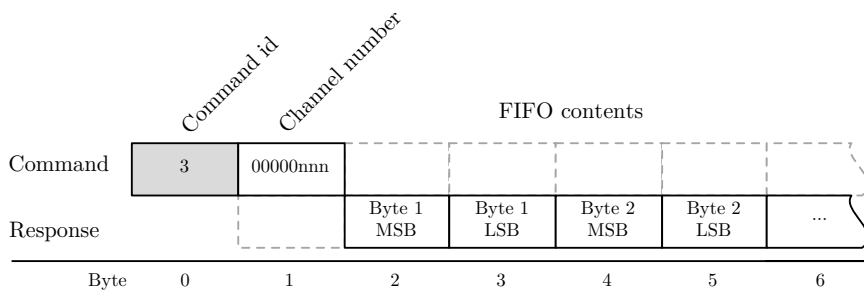 Command id
Channel number
FIFO contents
Command 3 00000nnn
Response Byte 1 MSB Byte 1 LSB Byte 2 MSB Byte 2 LSB ...
Byte 0 1 2 3 4 5 6